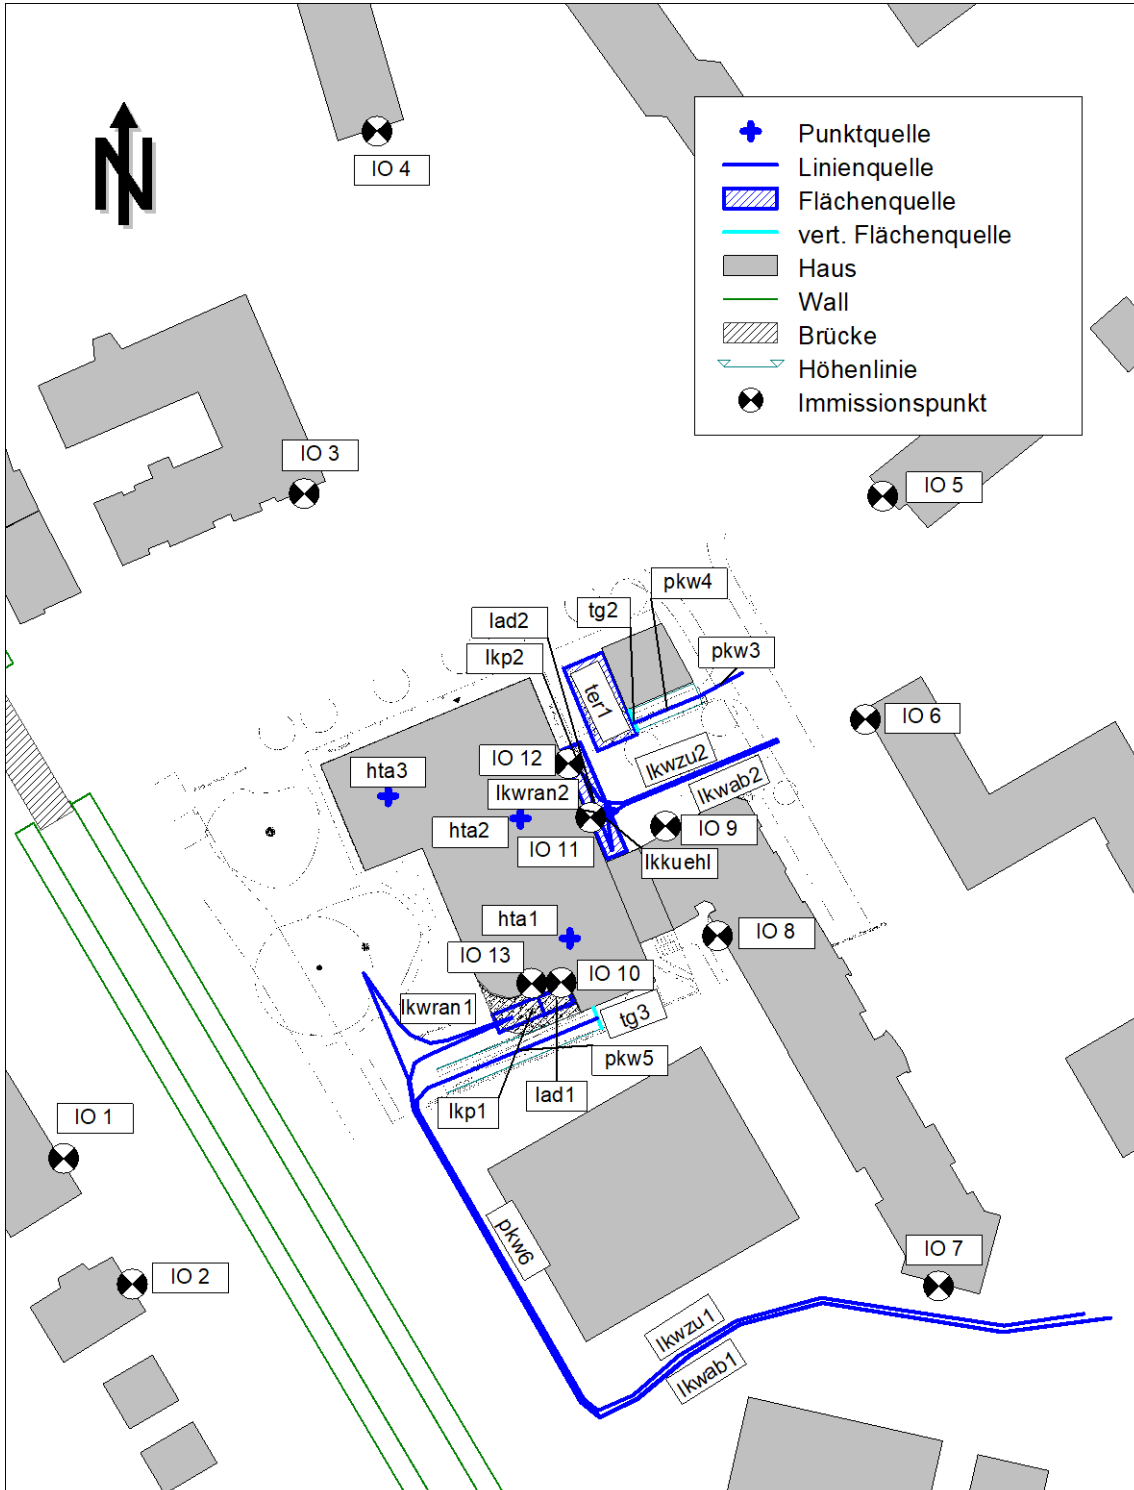 N
IO 4
Punktquelle
Linienquelle
Flächenquelle
vert. Flächenquelle
Haus
Wall
Brücke
Höhenlinie
Immissionspunkt
IO 3
IO 5
pkw4
tg2
lad2
pkw3
lkp2
ter1
IO 6
IO 12
lkwzu2
hta3
lkwran2
lkwab2
hta2
IO 9
IO 11
lkkuehl
hta1
IO 8
IO 13
IO 10
lkwran1
tg3
pkw5
lad1
lkp1
IO 1
pkw6
IO 7
IO 2
lkwzu1
lkwab1